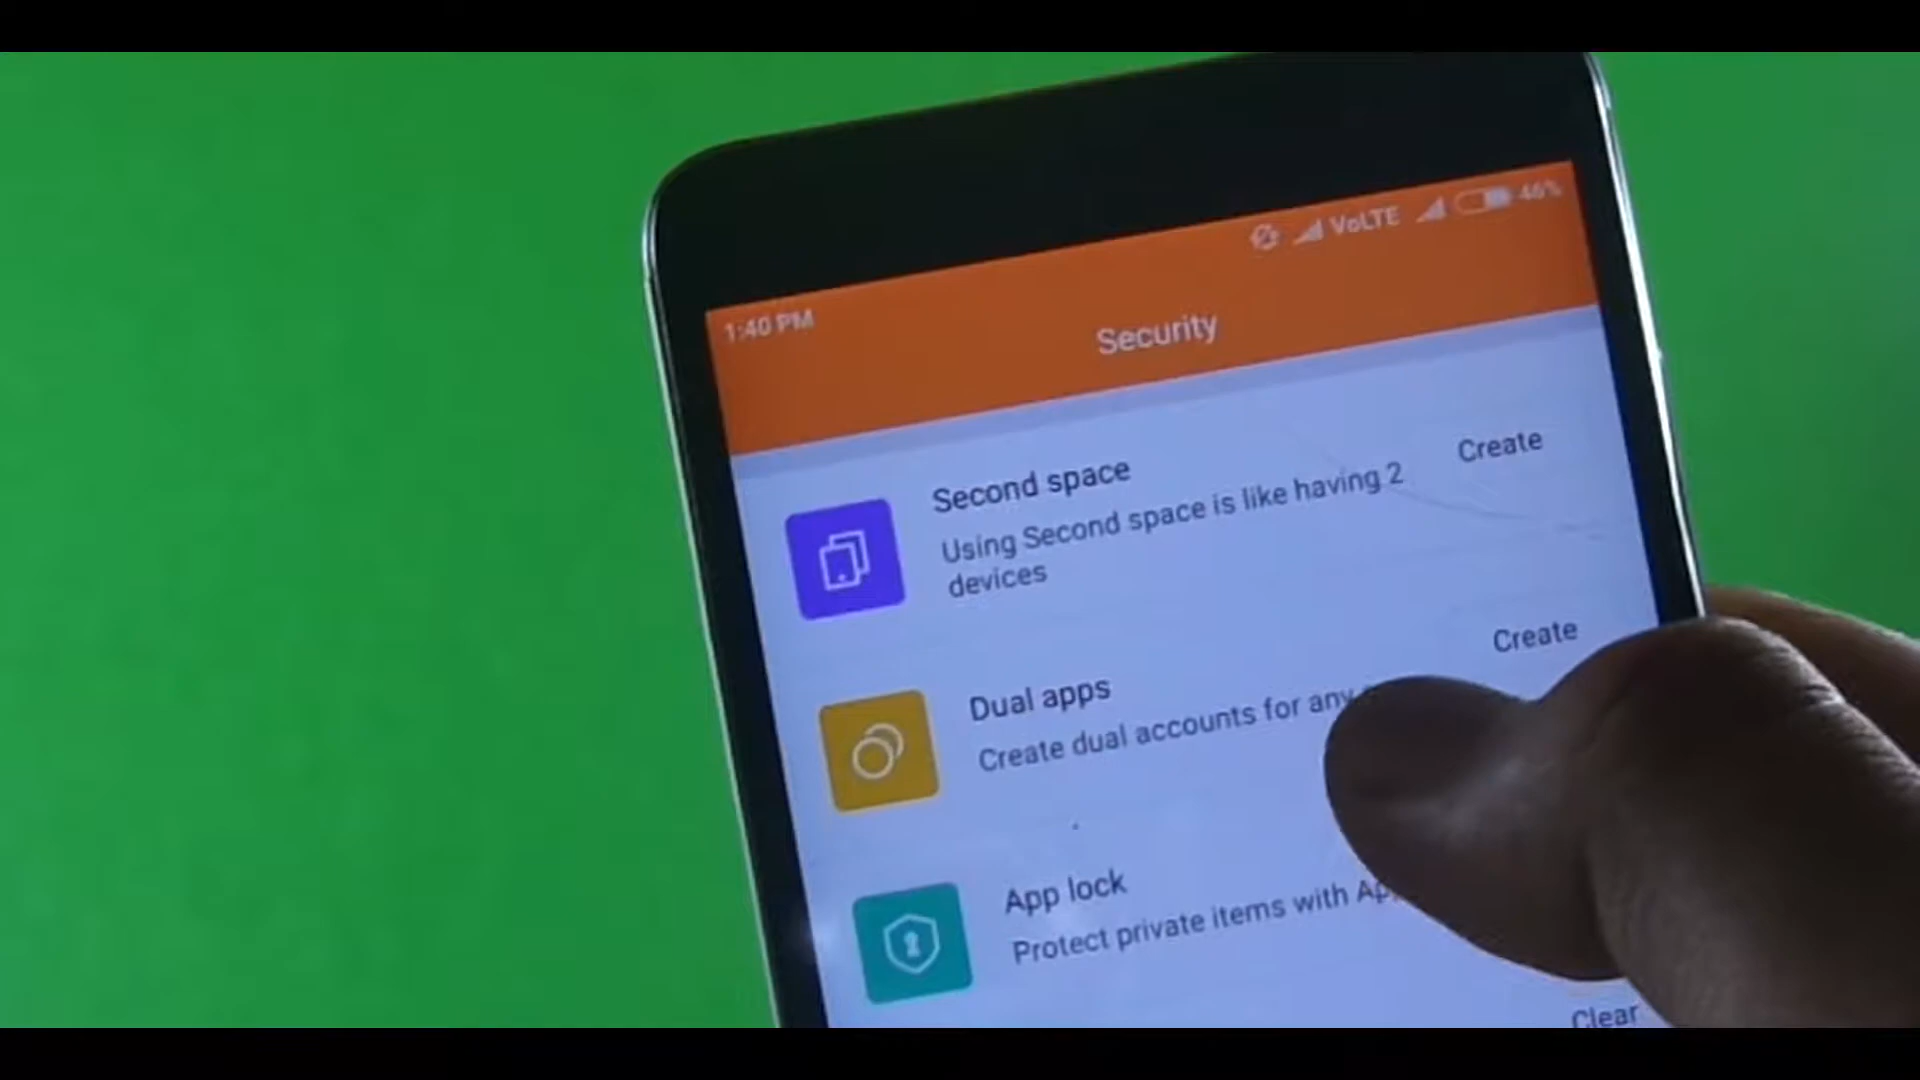 1:40 PM
VoLTE 46%
Security
Second space
Using Second space is like having 2
devices
Create
Dual apps
Create dual accounts for any
Create
App lock
Protect private items with
Clear